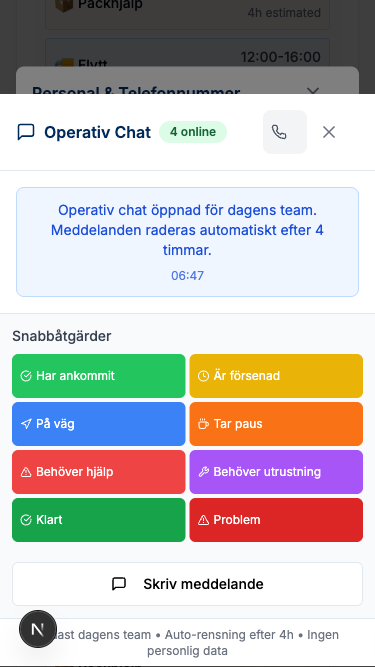 Packhjälp
4h estimated
Flytt
12:00-16:00
Personal & Telefonnummer
Operativ Chat
4 online
Operativ chat öppnad för dagens team.
Meddelanden raderas automatiskt efter 4
timmar.
06:47
Snabbåtgärder
Har ankommit
Är försenad
På väg
Tar paus
Behöver hjälp
Behöver utrustning
Klart
Problem
Skriv meddelande
N
dagens team • Auto-rensning efter 4h • Ingen
personlig data